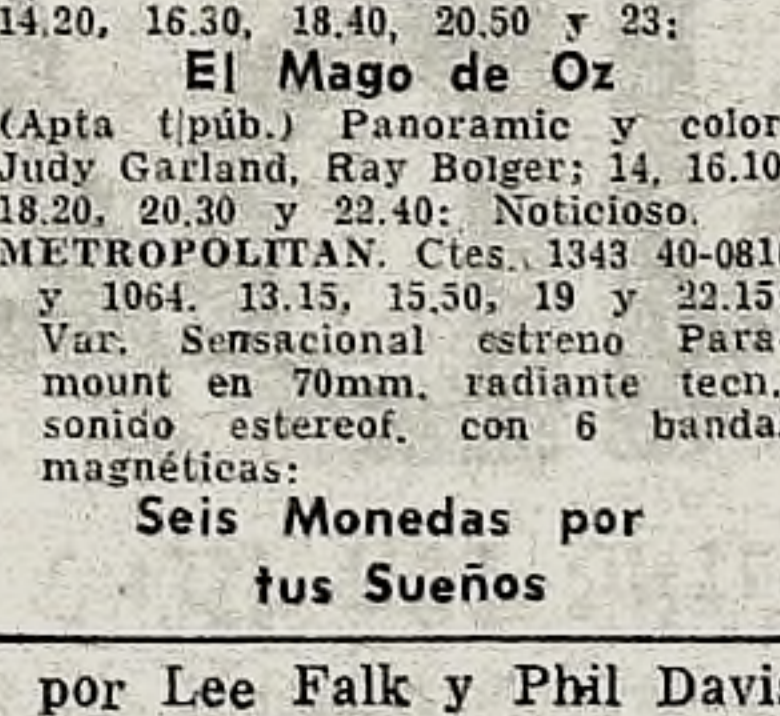 14.20, 16.30, 18.40, 20.50 y 23:
El Mago de Oz
(Apta t|púb.) Panoramic y color
Judy Garland, Ray Bolger; 14, 16.10
18.20, 20.30 y 22.40: Noticioso.
METROPOLITAN. Ctes. 1343 40-0816
y 1064. 13.15, 15.50, 19 y 22.15
Var. Sensacional estreno Para-
mount en 70mm. radiante tecn.
sonido estereof. con 6 bandas
magnéticas:
Seis Monedas por
tus Sueños
por Lee Falk y Phil Davis